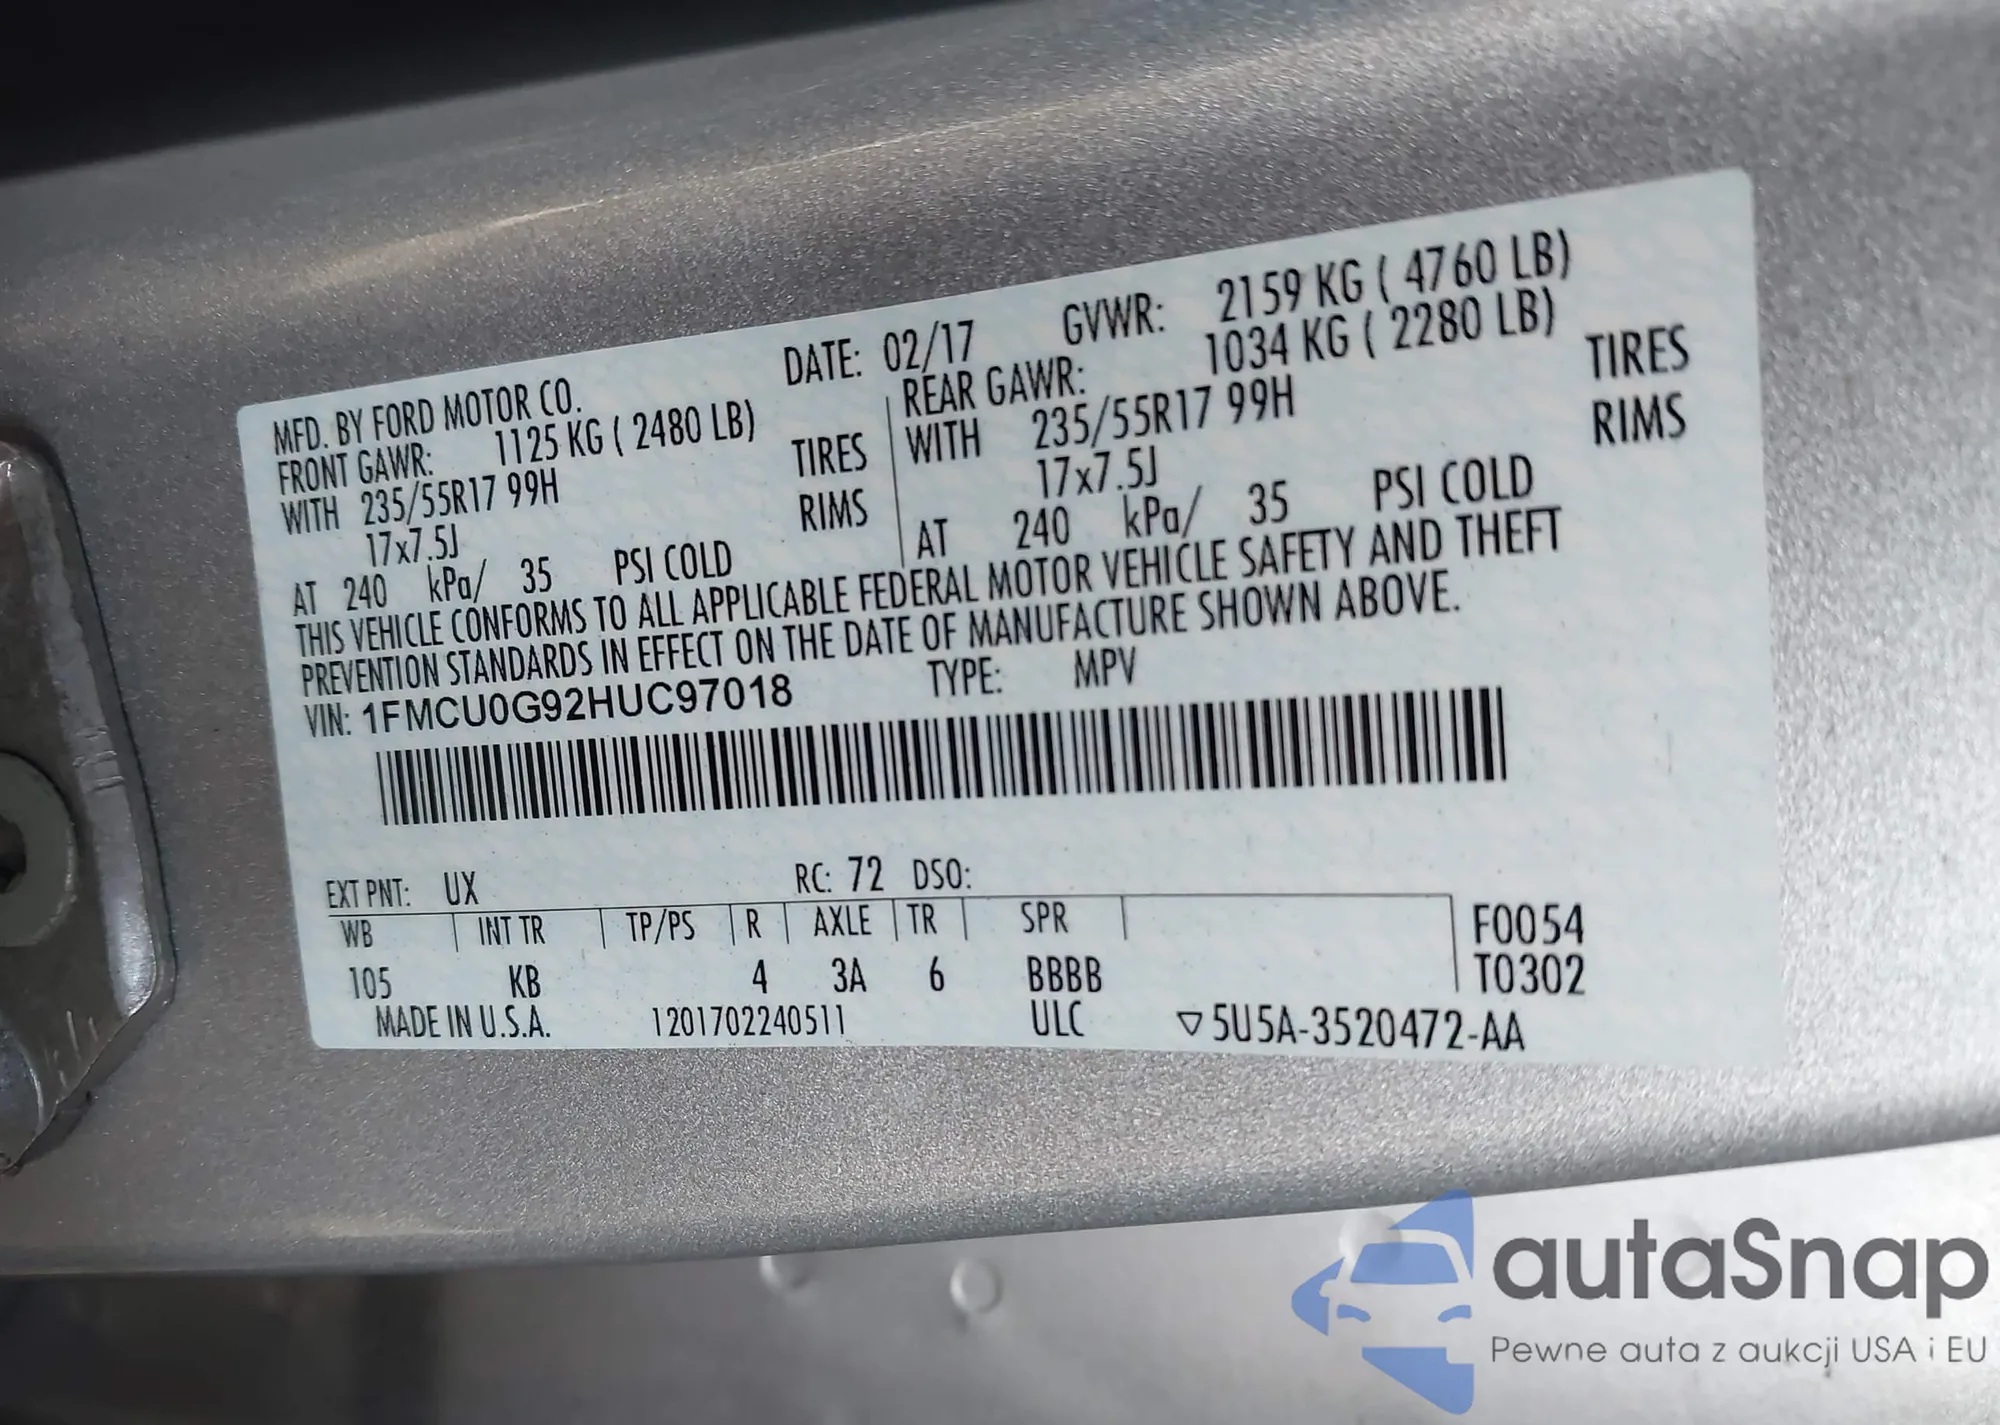 MFD. BY FORD MOTOR CO. DATE: 02/17 GVWR: 2159 KG ( 4760 LB)
FRONT GAWR: 1125 KG ( 2480 LB) REAR GAWR: 1034 KG ( 2280 LB)
WITH 235/55R17 99H TIRES WITH 235/55R17 99H TIRES
17x7.5J RIMS 17x7.5J RIMS
AT 240 kPa/ 35 PSI COLD AT 240 kPa/ 35 PSI COLD
THIS VEHICLE CONFORMS TO ALL APPLICABLE FEDERAL MOTOR VEHICLE SAFETY AND THEFT
PREVENTION STANDARDS IN EFFECT ON THE DATE OF MANUFACTURE SHOWN ABOVE.
VIN: 1FMCU0G92HUC97018 TYPE: MPV
EXT PNT: UX RC: 72 DSO:
WB INT TR TP/PS R AXLE TR SPR F0054
105 KB 4 3A 6 BBBB T0302
MADE IN U.S.A. 1201702240511 ULC ▽5U5A-3520472-AA
autaSnap
Pewne auta z aukcji USA i EU